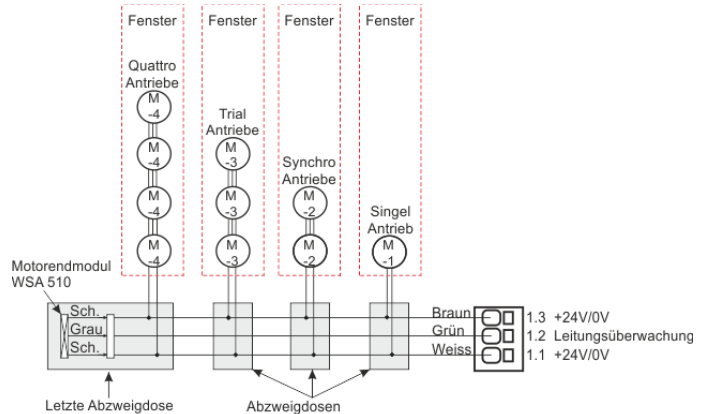 Fenster
Fenster
Fenster
Fenster
Quattro
Antriebe
M
-4
M
-4
M
-4
M
-4
Trial
Antriebe
M
-3
M
-3
M
-3
Synchro
Antriebe
M
-2
M
-2
Singel
Antrieb
M
-1
Motorendmodul
WSA 510
Sch.
Grau
Sch.
Braun
Grün
Weiss
1.3 +24V/0V
1.2 Leitungsüberwachung
1.1 +24V/0V
Letzte Abzweigdose
Abzweigdosen